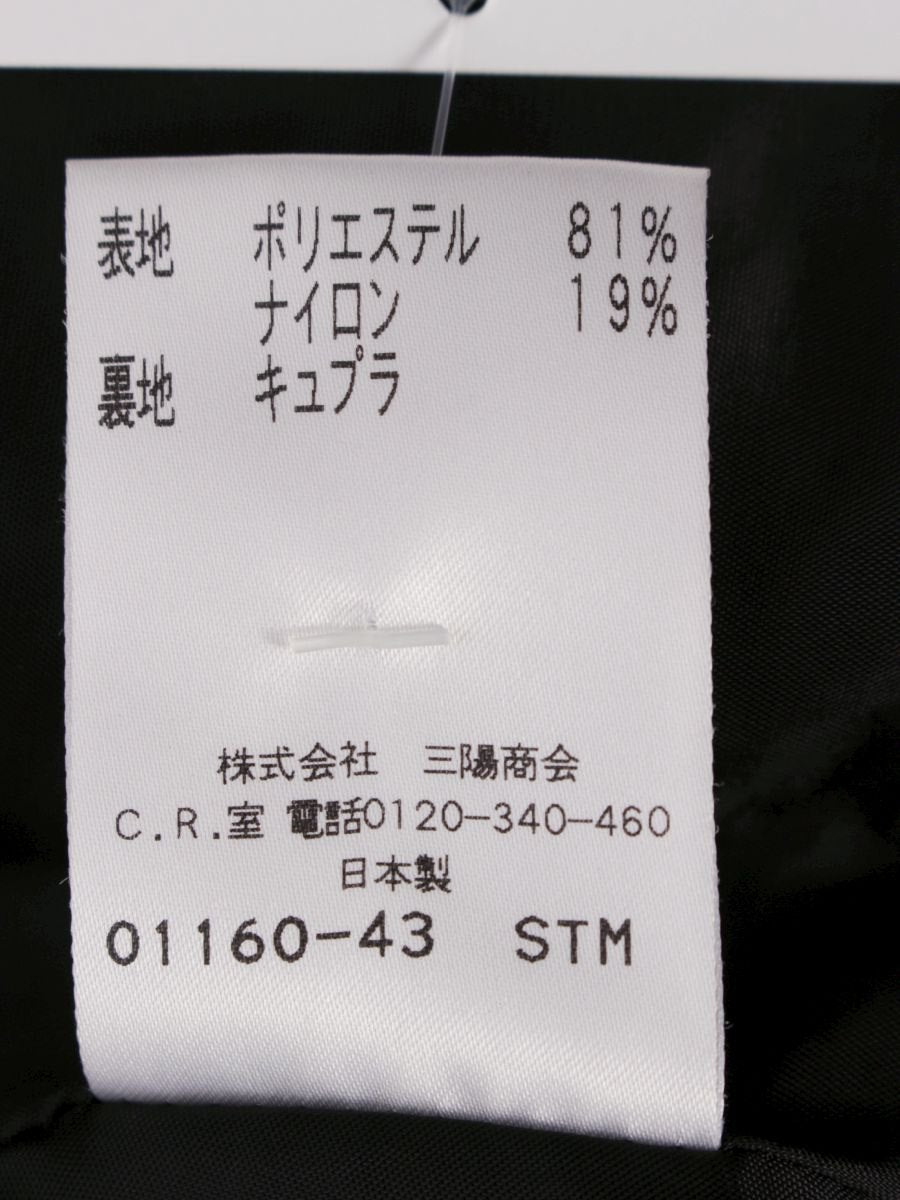 表地 ポリエステル 81%
ナイロン 19%
裏地 キュプラ
株式会社 三陽商会
C.R.室 電話0120-340-460
日本製
01160-43 STM